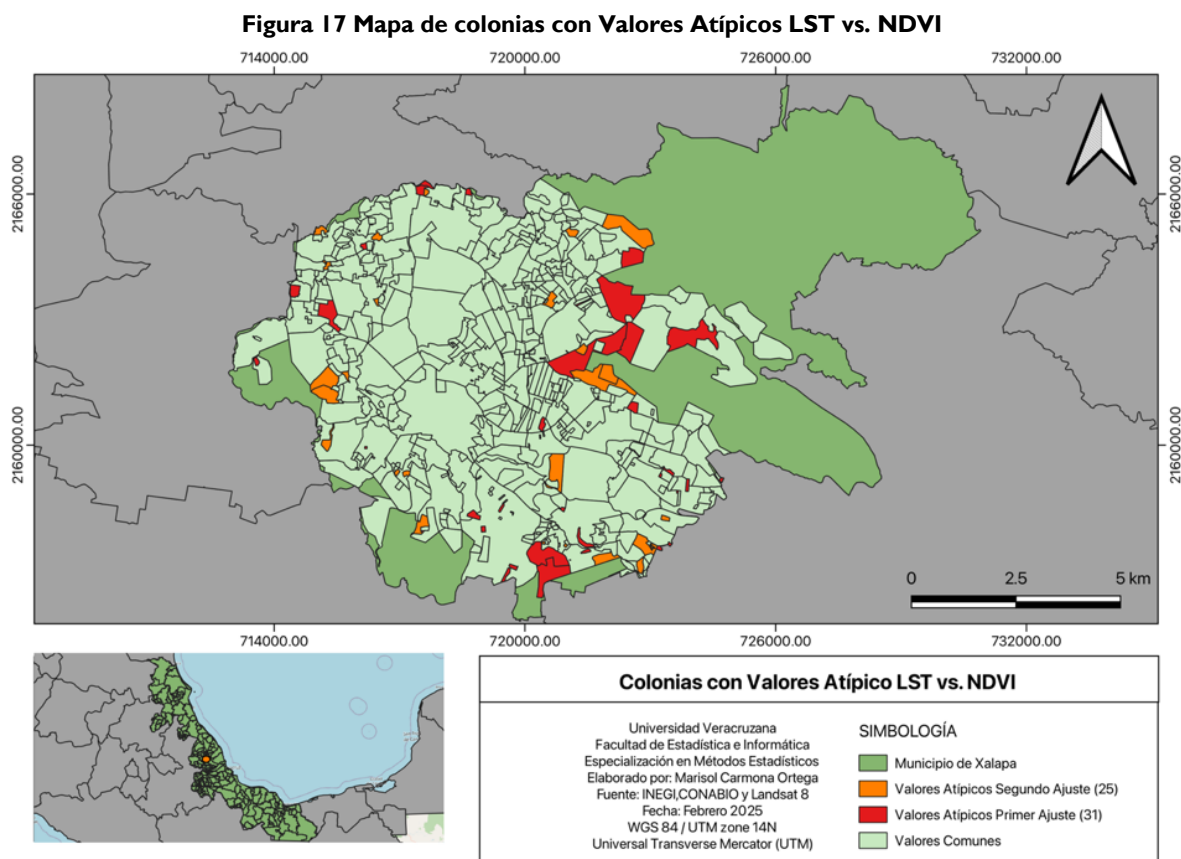 Figura 17 Mapa de colonias con Valores Atípicos LST vs. NDVI
714000.00 720000.00 726000.00 732000.00
2166000.00 2166000.00
2160000.00 2160000.00
0 2.5 5 km
714000.00 720000.00 726000.00 732000.00
Colonias con Valores Atípico LST vs. NDVI
Universidad Veracruzana
Facultad de Estadística e Informática
Especialización en Métodos Estadísticos
Elaborado por: Marisol Carmona Ortega
Fuente: INEGI,CONABIO y Landsat 8
Fecha: Febrero 2025
WGS 84 / UTM zone 14N
Universal Transverse Mercator (UTM)
SIMBOLOGÍA
Municipio de Xalapa
Valores Atípicos Segundo Ajuste (25)
Valores Atípicos Primer Ajuste (31)
Valores Comunes